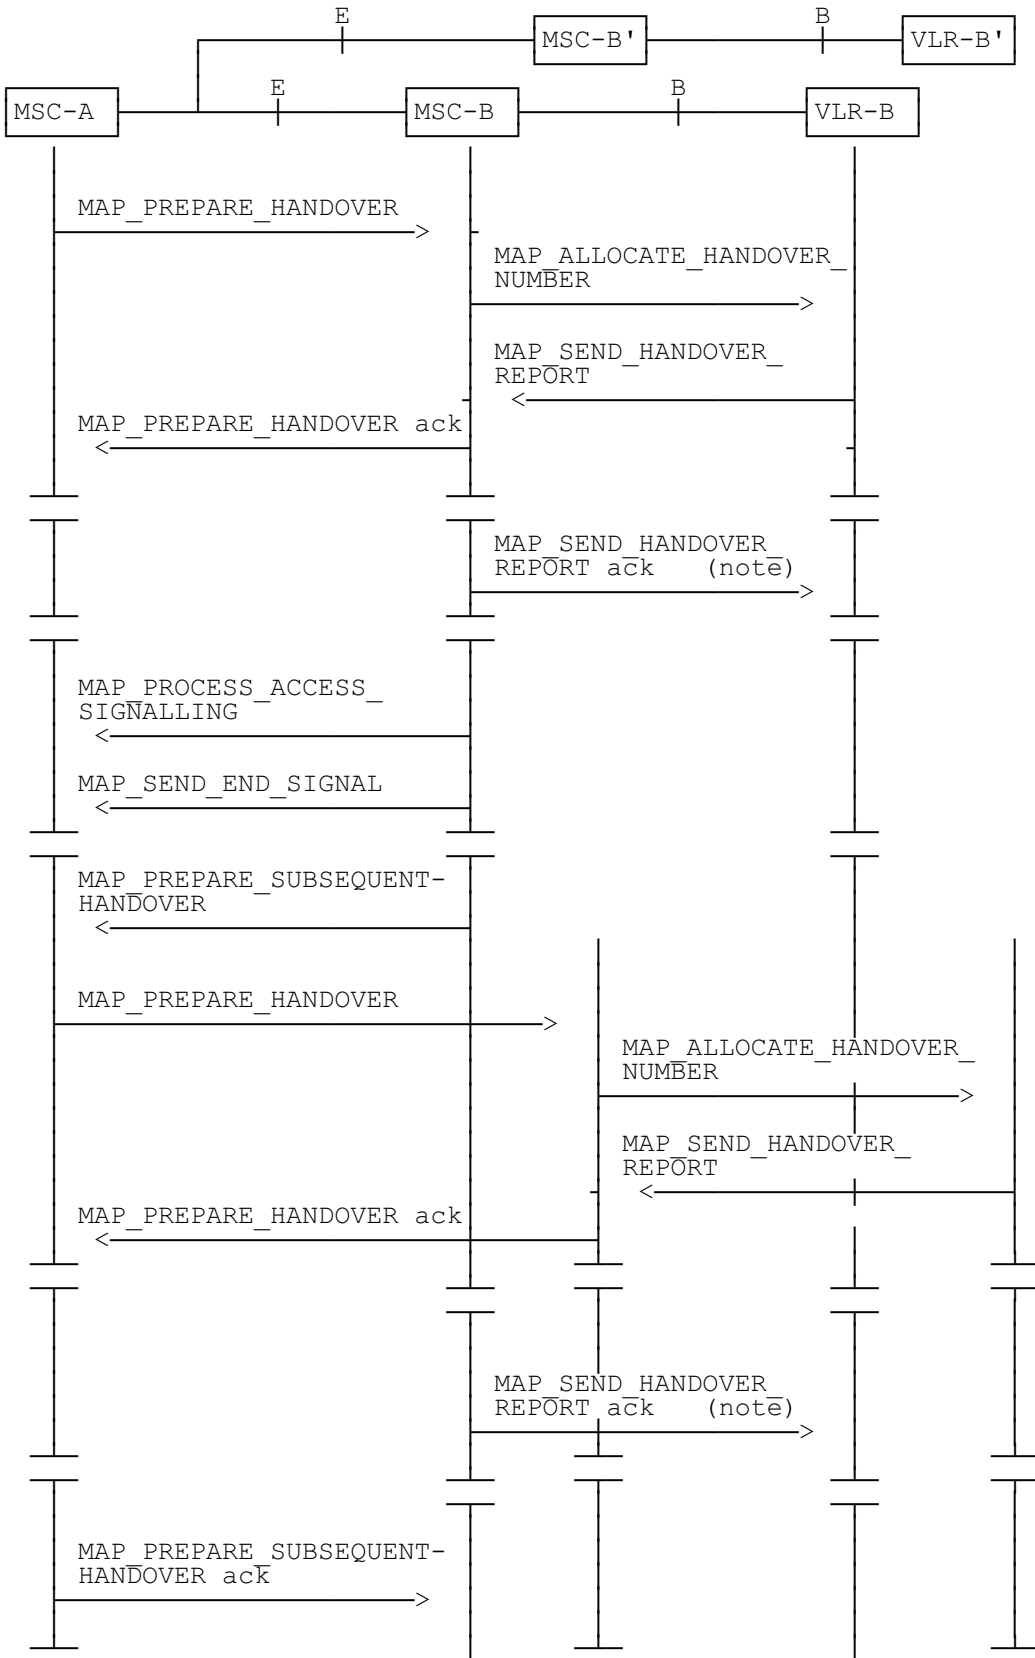 E
B
MSC-B'
VLR-B'
E
B
MSC-A
MSC-B
VLR-B
MAP_PREPARE_HANDOVER
MAP_ALLOCATE_HANDOVER_
NUMBER
MAP_SEND_HANDOVER_
REPORT
MAP_PREPARE_HANDOVER ack
MAP_SEND_HANDOVER_
REPORT ack (note)
MAP_PROCESS_ACCESS_
SIGNALLING
MAP_SEND_END_SIGNAL
MAP_PREPARE_SUBSEQUENT-
HANDOVER
MAP_PREPARE_HANDOVER
MAP_ALLOCATE_HANDOVER_
NUMBER
MAP_SEND_HANDOVER_
REPORT
MAP_PREPARE_HANDOVER ack
MAP_SEND_HANDOVER_
REPORT ack (note)
MAP_PREPARE_SUBSEQUENT-
HANDOVER ack